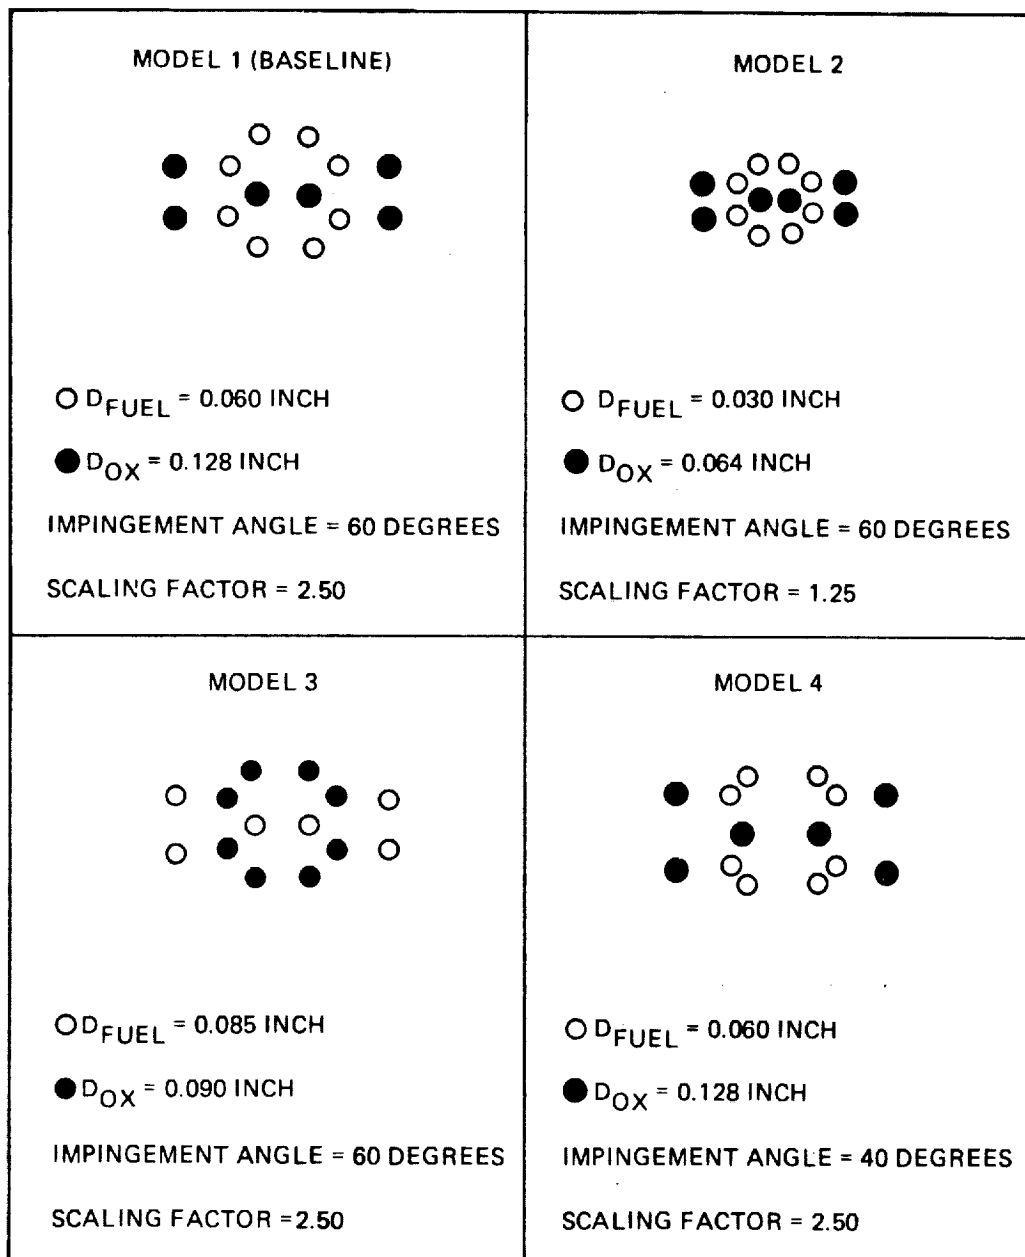 MODEL 1 (BASELINE)
D FUEL = 0.060 INCH
D OX = 0.128 INCH
IMPINGEMENT ANGLE = 60 DEGREES
SCALING FACTOR = 2.50
MODEL 2
D FUEL = 0.030 INCH
D OX = 0.064 INCH
IMPINGEMENT ANGLE = 60 DEGREES
SCALING FACTOR = 1.25
MODEL 3
D FUEL = 0.085 INCH
D OX = 0.090 INCH
IMPINGEMENT ANGLE = 60 DEGREES
SCALING FACTOR = 2.50
MODEL 4
D FUEL = 0.060 INCH
D OX = 0.128 INCH
IMPINGEMENT ANGLE = 40 DEGREES
SCALING FACTOR = 2.50